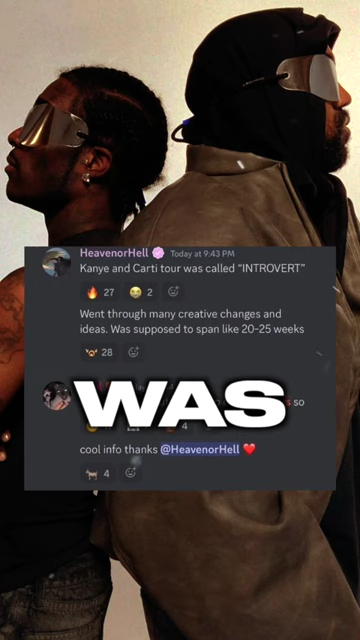 HeavenorHell Today at 9:43 PM
Kanye and Carti tour was called "INTROVERT"
27 2
Went through many creative changes and
ideas. Was supposed to span like 20-25 weeks
28
WAS
so
4
cool info thanks @HeavenorHell
4